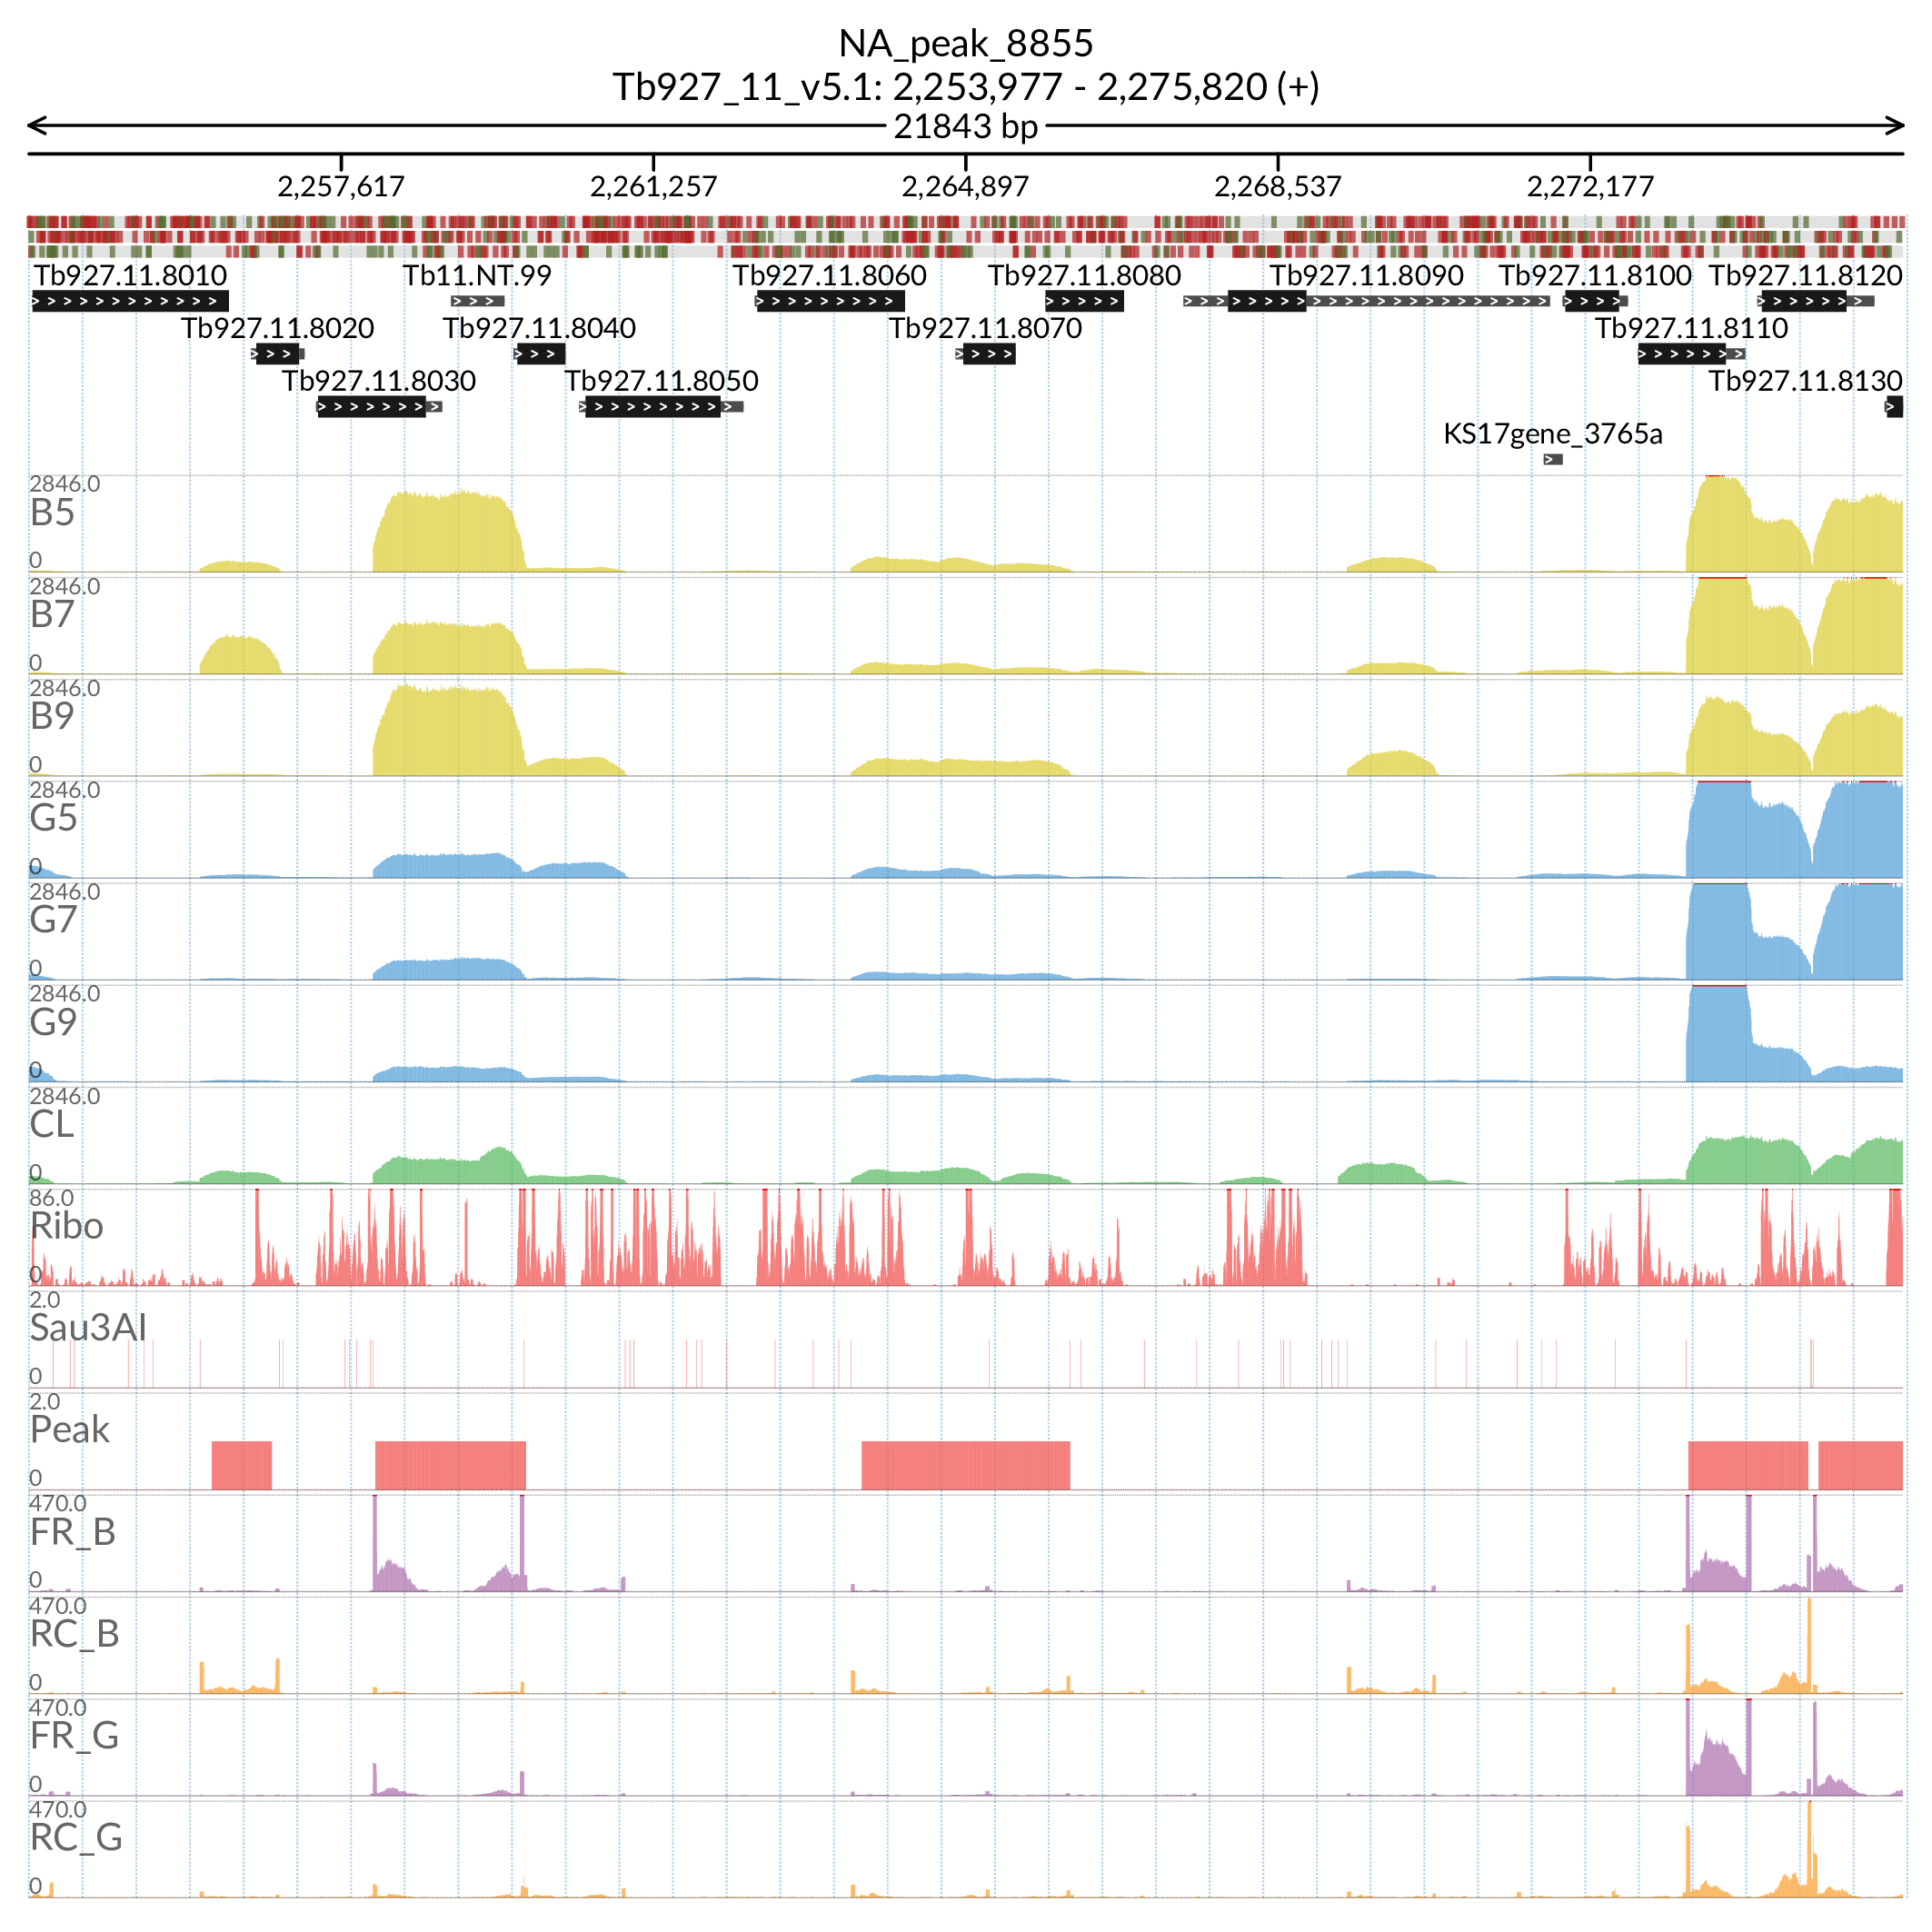 NA_peak_8855
Tb927_11_v5.1: 2,253,977 - 2,275,820 (+)
21843 bp
2,257,617 2,261,257 2,264,897 2,268,537 2,272,177
Tb927.11.8010 Tb11.NT.99 Tb927.11.8060 Tb927.11.8080 Tb927.11.8090 Tb927.11.8100 Tb927.11.8120
Tb927.11.8020 Tb927.11.8040 Tb927.11.8070 Tb927.11.8110
Tb927.11.8030 Tb927.11.8050 Tb927.11.8130
KS17gene_3765a
2846.0
B5
0
2846.0
B7
0
2846.0
B9
0
2846.0
G5
0
2846.0
G7
0
2846.0
G9
0
2846.0
CL
0
86.0
Ribo
0
2.0
Sau3AI
0
2.0
Peak
0
470.0
FR_B
0
470.0
RC_B
0
470.0
FR_G
0
470.0
RC_G
0